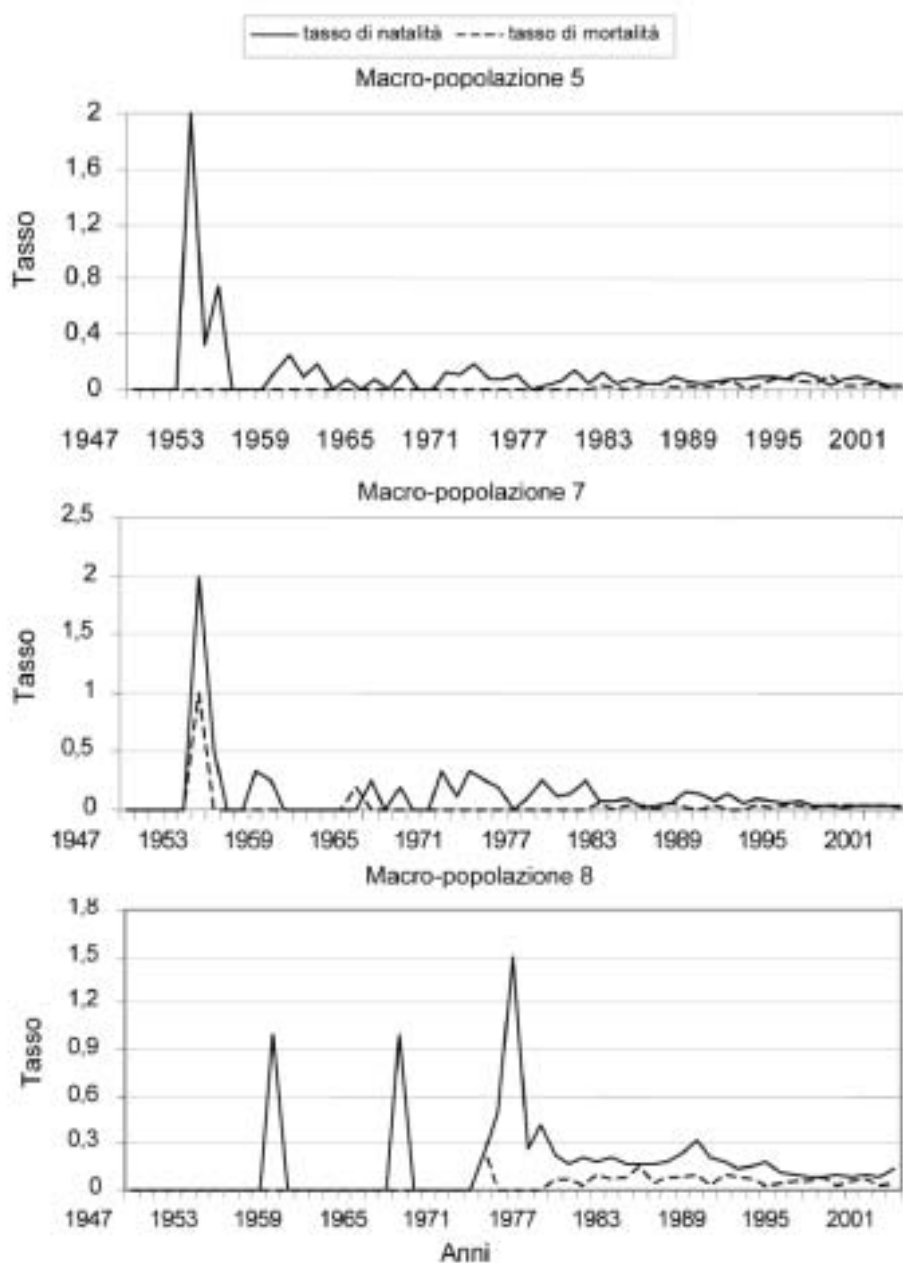 tasso di natalità tasso di mortalità
Macro-popolazione 5
Tasso
2
1,6
1,2
0,8
0,4
0
1947 1953 1959 1965 1971 1977 1983 1989 1995 2001
Macro-popolazione 7
Tasso
2,5
2
1,5
1
0,5
0
1947 1953 1959 1965 1971 1977 1983 1989 1995 2001
Macro-popolazione 8
Tasso
1,8
1,5
1,2
0,9
0,6
0,3
0
1947 1953 1959 1965 1971 1977 1983 1989 1995 2001
Anni